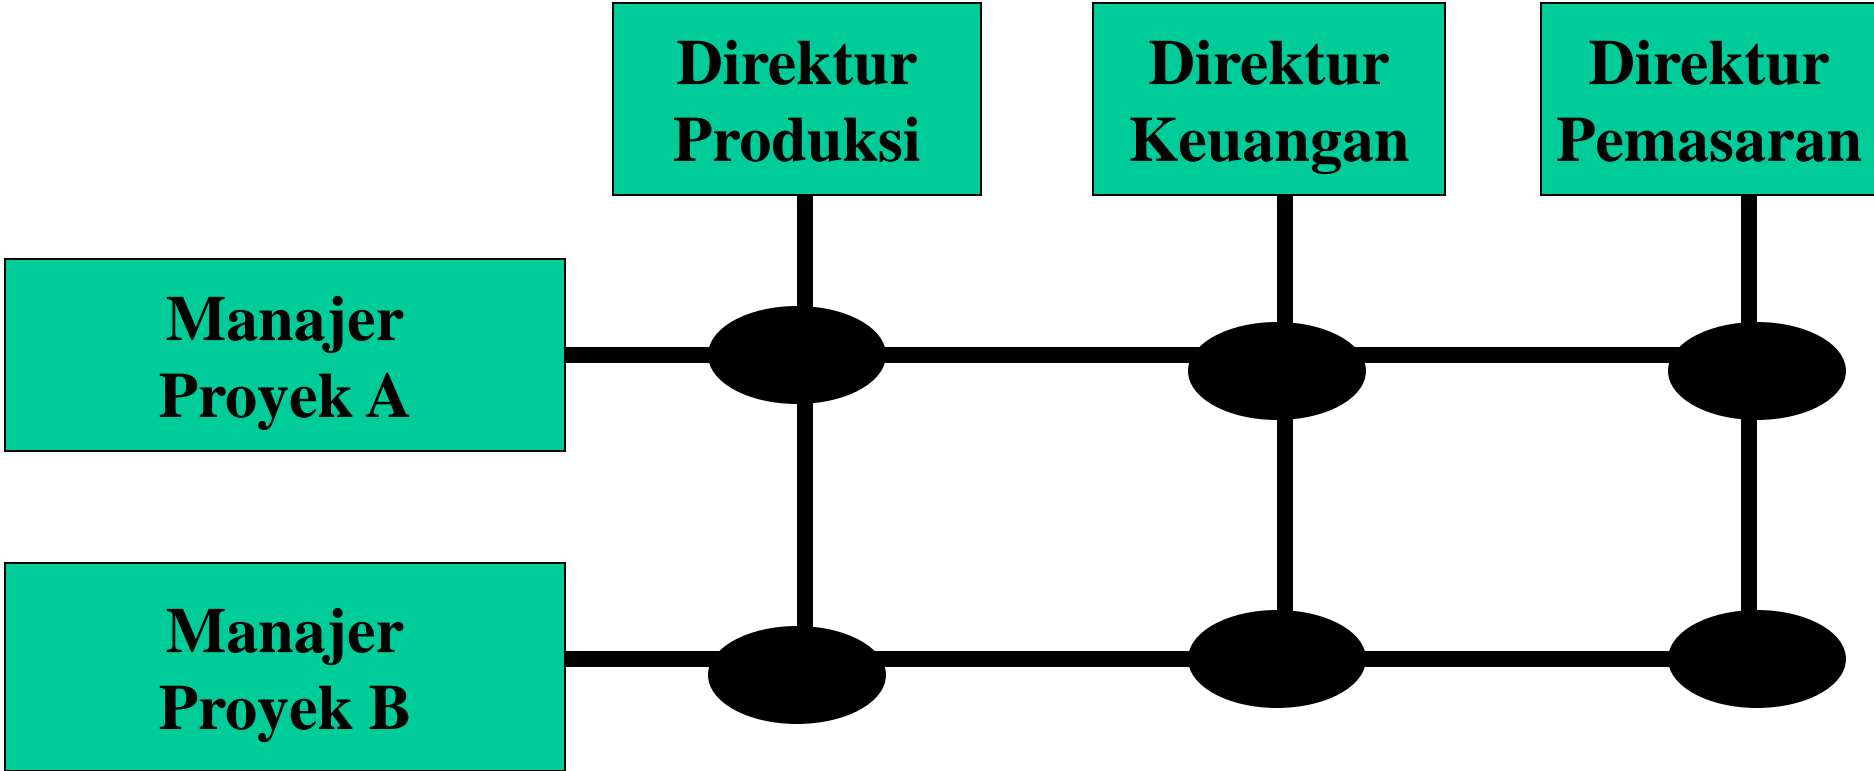 Direktur
Produksi
Direktur
Keuangan
Direktur
Pemasaran
Manajer
Proyek A
Manajer
Proyek B